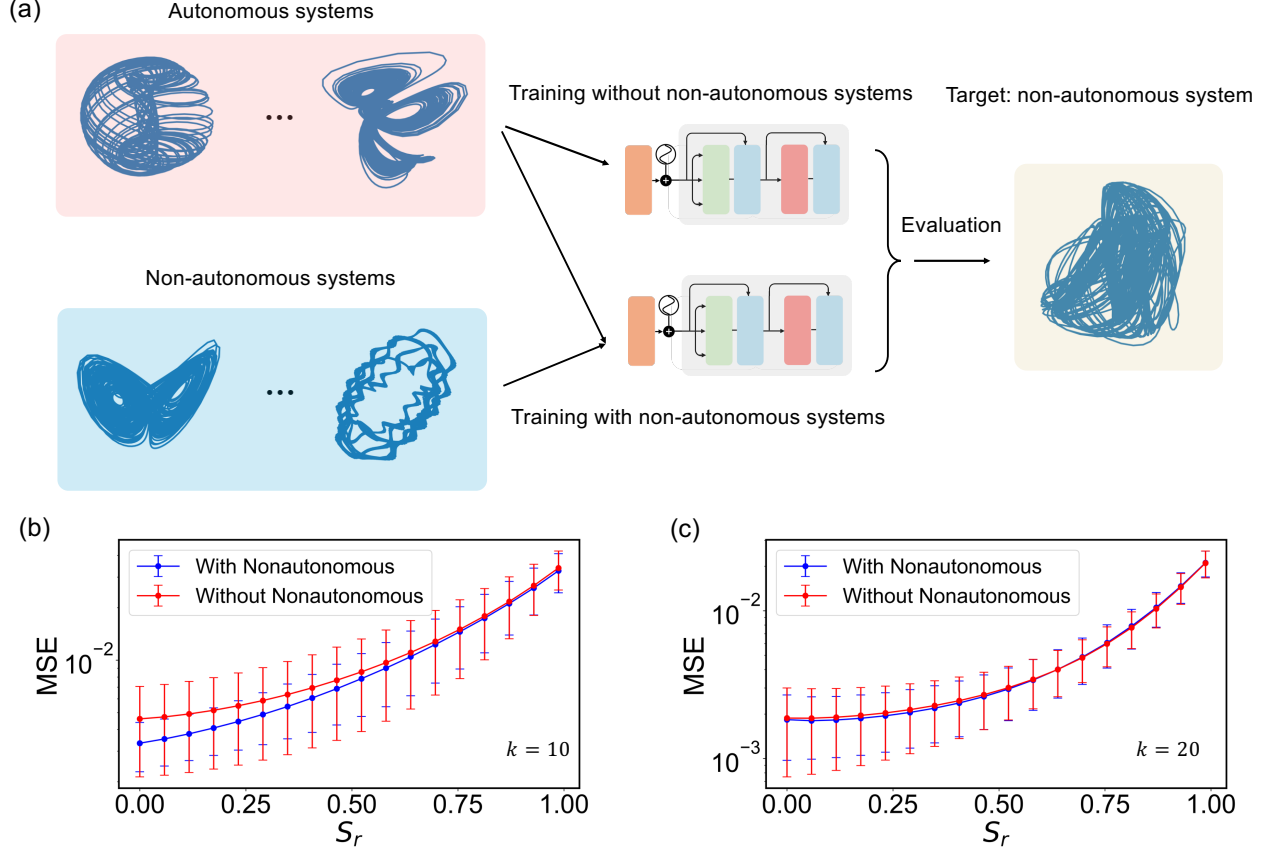 (a)
Autonomous systems
...
Training without non-autonomous systems
Target: non-autonomous system
+
Evaluation
Non-autonomous systems
...
+
Training with non-autonomous systems
(b)
With Nonautonomous
Without Nonautonomous
MSE
10⁻²
k = 10
0.00 0.25 0.50 0.75 1.00
Sᵣ
(c)
With Nonautonomous
Without Nonautonomous
MSE
10⁻²
10⁻³
k = 20
0.00 0.25 0.50 0.75 1.00
Sᵣ